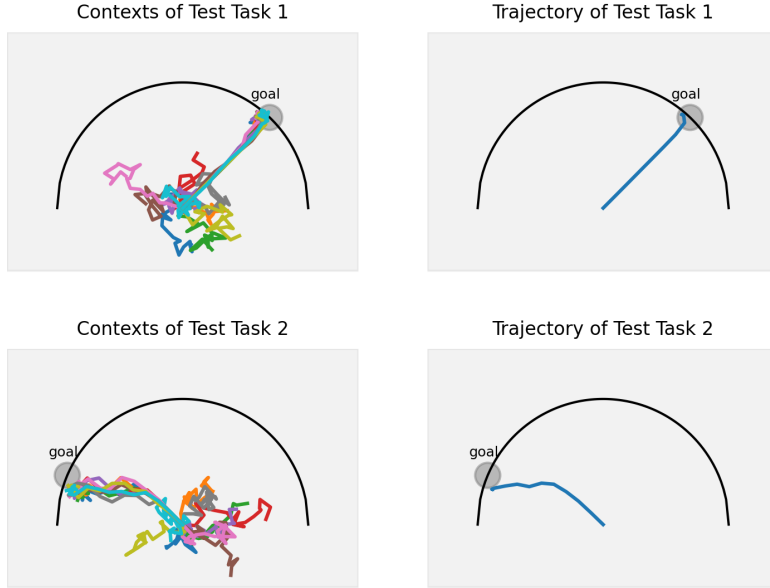 Contexts of Test Task 1
Trajectory of Test Task 1
goal
goal
Contexts of Test Task 2
Trajectory of Test Task 2
goal
goal